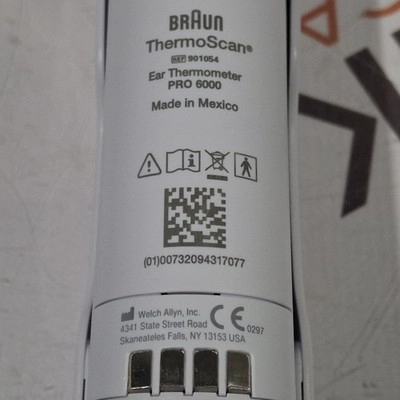 BRAUN
ThermoScan®
REF 901054
Ear Thermometer
PRO 6000
Made in Mexico
(01)00732094317077
Welch Allyn, Inc.
4341 State Street Road
Skaneateles Falls, NY 13153 USA
CE 0297